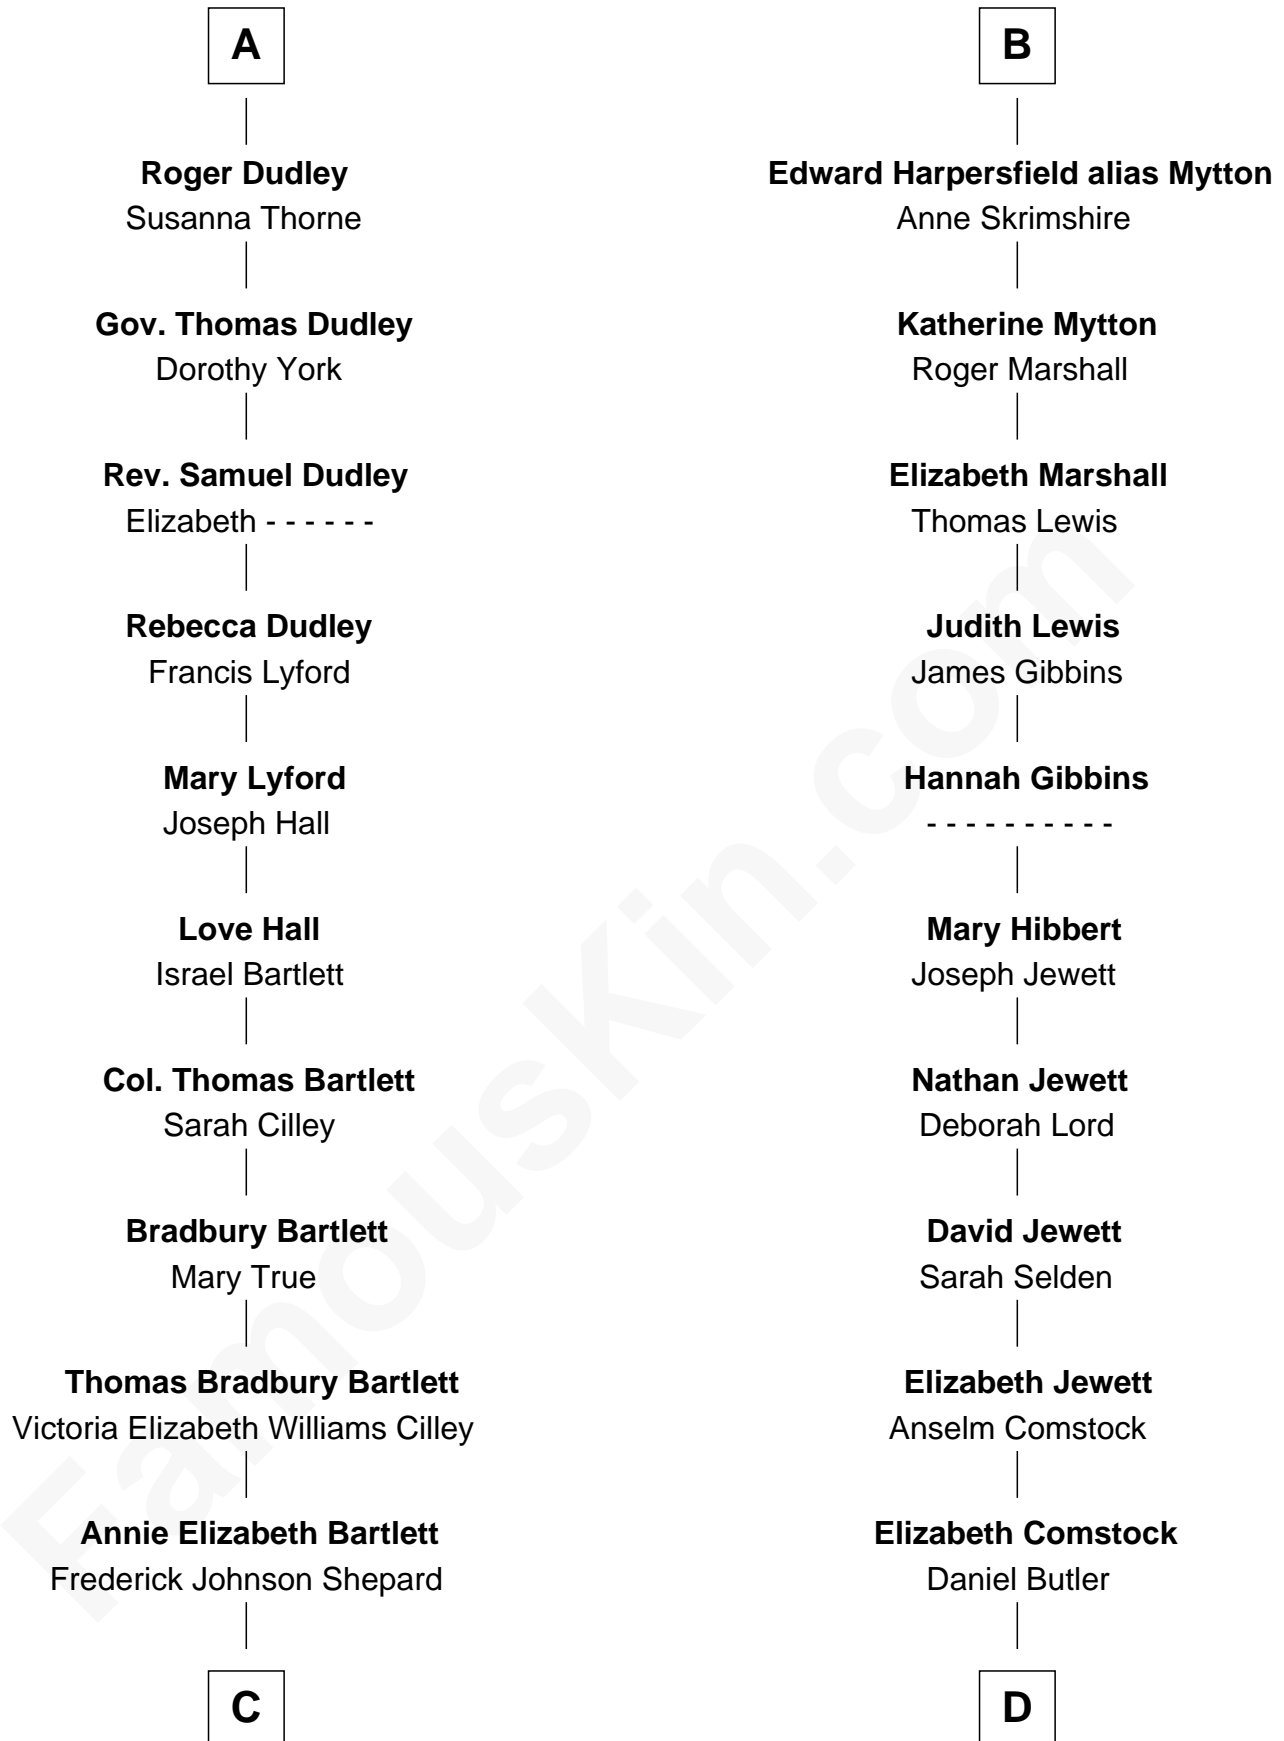 A
Roger Dudley
Susanna Thorne
Gov. Thomas Dudley
Dorothy York
Rev. Samuel Dudley
Elizabeth - - - - - -
Rebecca Dudley
Francis Lyford
Mary Lyford
Joseph Hall
Love Hall
Israel Bartlett
Col. Thomas Bartlett
Sarah Cilley
Bradbury Bartlett
Mary True
Thomas Bradbury Bartlett
Victoria Elizabeth Williams Cilley
Annie Elizabeth Bartlett
Frederick Johnson Shepard
C
B
Edward Harpersfield alias Mytton
Anne Skrimshire
Katherine Mytton
Roger Marshall
Elizabeth Marshall
Thomas Lewis
Judith Lewis
James Gibbins
Hannah Gibbins
- - - - - - - - - -
Mary Hibbert
Joseph Jewett
Nathan Jewett
Deborah Lord
David Jewett
Sarah Selden
Elizabeth Jewett
Anselm Comstock
Elizabeth Comstock
Daniel Butler
D
FamousKin.com